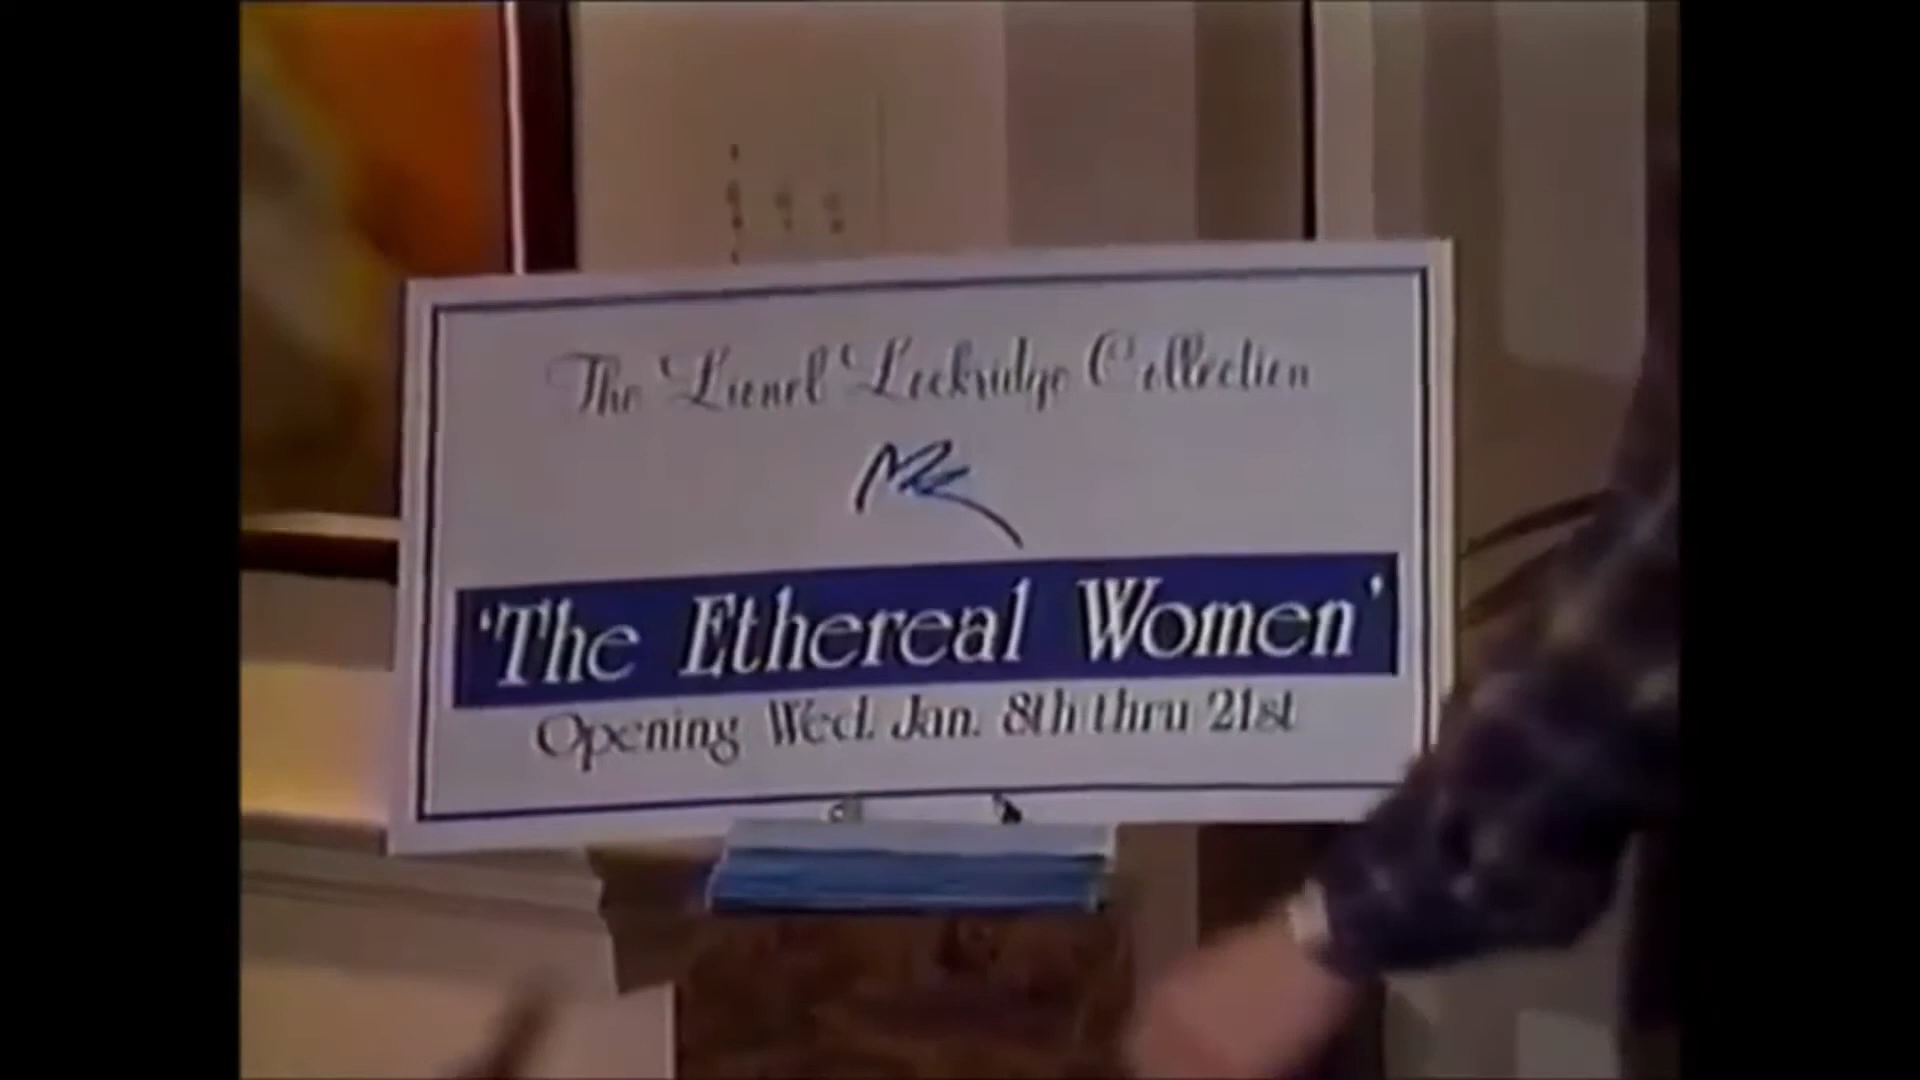 The Lionel Lockridge Collection
'The Ethereal Women'
Opening Wed. Jan. 8th thru 21st